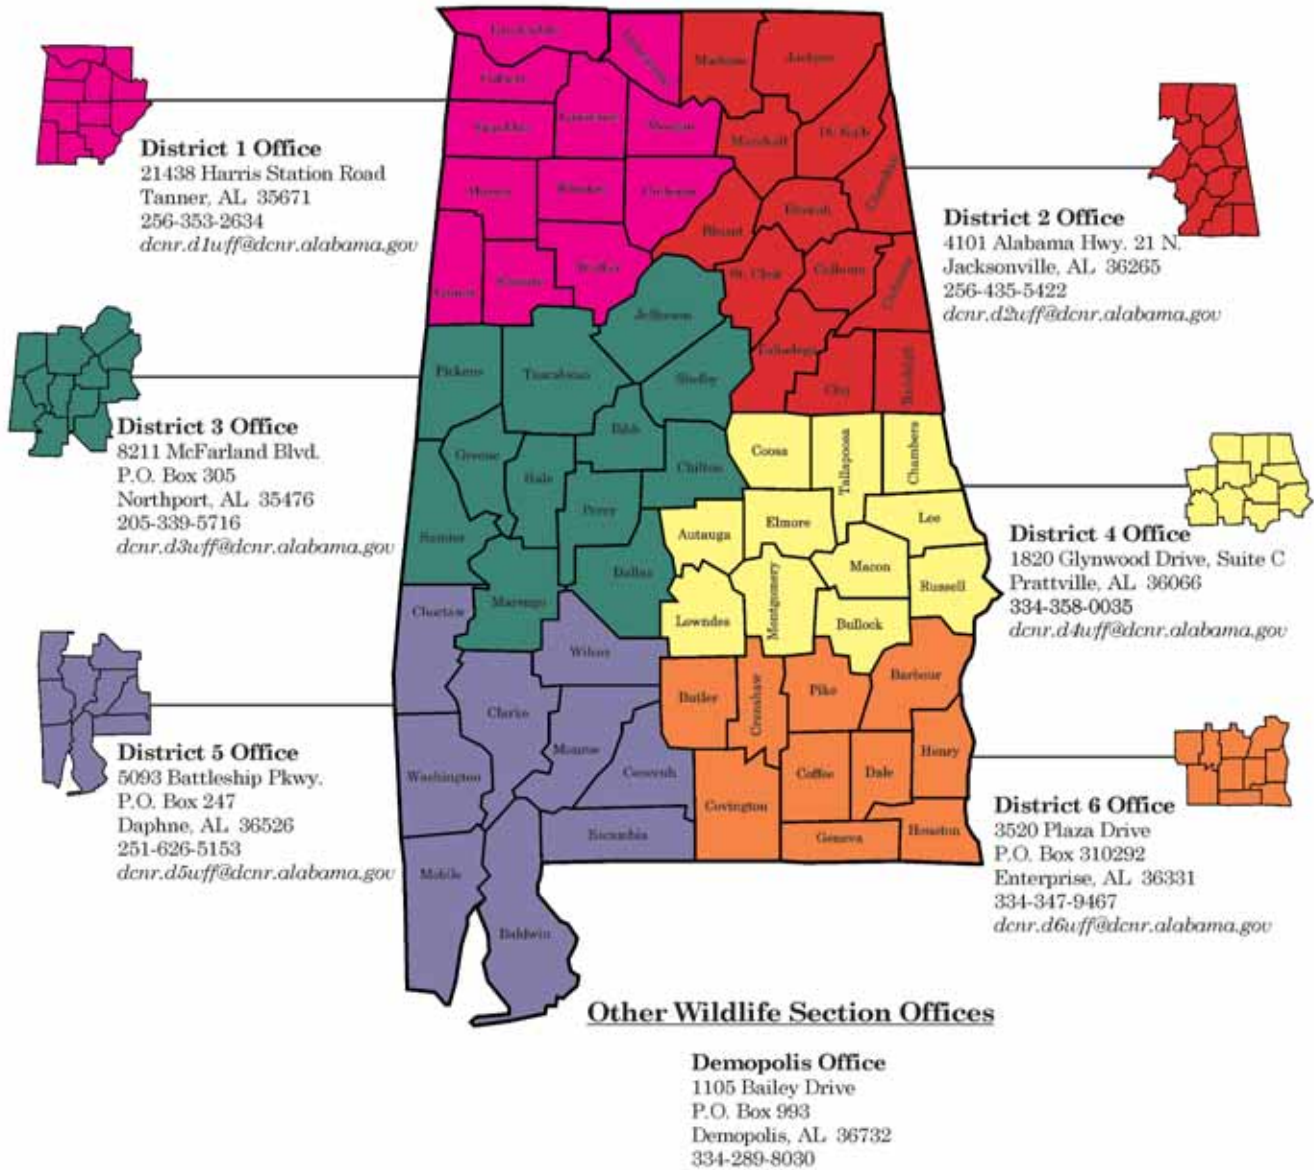 Lauderdale
Limestone
Madison
Jackson
Colbert
Lawrence
Franklin
Morgan
Marshall
De Kalb
Cherokee
Marion
Winston
Cullman
Etowah
Blount
Lamar
Fayette
Walker
St. Clair
Calhoun
Cleburne
Jefferson
Pickens
Tuscaloosa
Shelby
Talladega
Clay
Randolph
Bibb
Greene
Hale
Chilton
Perry
Sumter
Dallas
Marengo
Coosa
Tallapoosa
Chambers
Autauga
Elmore
Lee
Macon
Montgomery
Russell
Lowndes
Bullock
Choctaw
Wilcox
Clarke
Monroe
Conecuh
Washington
Escambia
Mobile
Baldwin
Butler
Crenshaw
Pike
Barbour
Coffee
Dale
Henry
Covington
Geneva
Houston
District 1 Office
21438 Harris Station Road
Tanner, AL 35671
256-353-2634
dcnr.d1wff@dcnr.alabama.gov
District 2 Office
4101 Alabama Hwy. 21 N.
Jacksonville, AL 36265
256-435-5422
dcnr.d2wff@dcnr.alabama.gov
District 3 Office
8211 McFarland Blvd.
P.O. Box 305
Northport, AL 35476
205-339-5716
dcnr.d3wff@dcnr.alabama.gov
District 4 Office
1820 Glynwood Drive, Suite C
Prattville, AL 36066
334-358-0035
dcnr.d4wff@dcnr.alabama.gov
District 5 Office
5093 Battleship Pkwy.
P.O. Box 247
Daphne, AL 36526
251-626-5153
dcnr.d5wff@dcnr.alabama.gov
District 6 Office
3520 Plaza Drive
P.O. Box 310292
Enterprise, AL 36331
334-347-9467
dcnr.d6wff@dcnr.alabama.gov
Other Wildlife Section Offices
Demopolis Office
1105 Bailey Drive
P.O. Box 993
Demopolis, AL 36732
334-289-8030